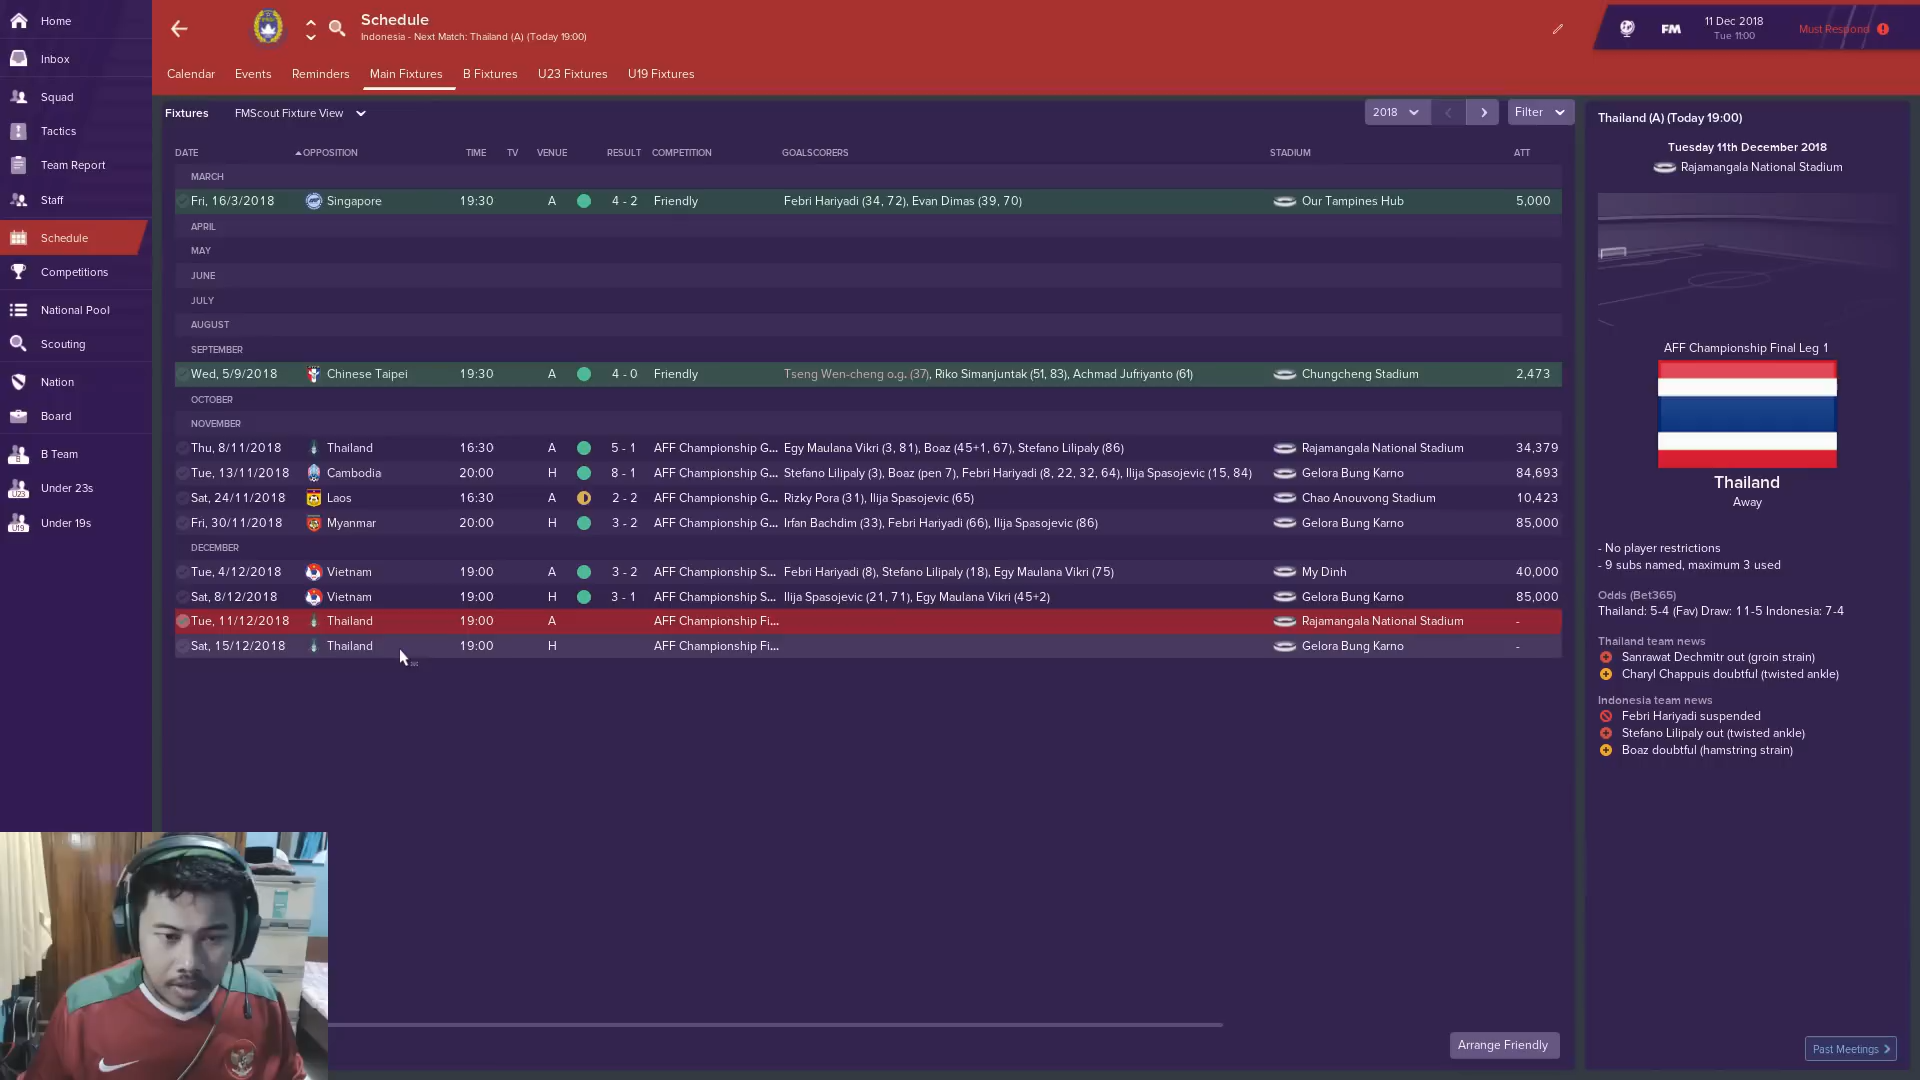 Home
Inbox
Squad
Tactics
Team Report
Staff
Schedule
Competitions
National Pool
Scouting
Nation
Board
B Team
Under 23s
U23
Under 19s
U19
Schedule
Indonesia - Next Match: Thailand (A) (Today 19:00)
FM
11 Dec 2018
Tue 11:00
Must Respond
Calendar Events Reminders Main Fixtures B Fixtures U23 Fixtures U19 Fixtures
Fixtures FMScout Fixture View 2018 Filter
DATE OPPOSITION TIME TV VENUE RESULT COMPETITION GOALSCORERS STADIUM ATT
MARCH
Fri, 16/3/2018 Singapore 19:30 A 4 - 2 Friendly Febri Hariyadi (34, 72), Evan Dimas (39, 70) Our Tampines Hub 5,000
APRIL
MAY
JUNE
JULY
AUGUST
SEPTEMBER
Wed, 5/9/2018 Chinese Taipei 19:30 A 4 - 0 Friendly Tseng Wen-cheng o.g. (37), Riko Simanjuntak (51, 83), Achmad Jufriyanto (61) Chungcheng Stadium 2,473
OCTOBER
NOVEMBER
Thu, 8/11/2018 Thailand 16:30 A 5 - 1 AFF Championship G... Egy Maulana Vikri (3, 81), Boaz (45+1, 67), Stefano Lilipaly (86) Rajamangala National Stadium 34,379
Tue, 13/11/2018 Cambodia 20:00 H 8 - 1 AFF Championship G... Stefano Lilipaly (3), Boaz (pen 7), Febri Hariyadi (8, 22, 32, 64), Ilija Spasojevic (15, 84) Gelora Bung Karno 84,693
Sat, 24/11/2018 Laos 16:30 A 2 - 2 AFF Championship G... Rizky Pora (31), Ilija Spasojevic (65) Chao Anouvong Stadium 10,423
Fri, 30/11/2018 Myanmar 20:00 H 3 - 2 AFF Championship G... Irfan Bachdim (33), Febri Hariyadi (66), Ilija Spasojevic (86) Gelora Bung Karno 85,000
DECEMBER
Tue, 4/12/2018 Vietnam 19:00 A 3 - 2 AFF Championship S... Febri Hariyadi (8), Stefano Lilipaly (18), Egy Maulana Vikri (75) My Dinh 40,000
Sat, 8/12/2018 Vietnam 19:00 H 3 - 1 AFF Championship S... Ilija Spasojevic (21, 71), Egy Maulana Vikri (45+2) Gelora Bung Karno 85,000
Tue, 11/12/2018 Thailand 19:00 A AFF Championship Fi... Rajamangala National Stadium -
Sat, 15/12/2018 Thailand 19:00 H AFF Championship Fi... Gelora Bung Karno -
Arrange Friendly
Thailand (A) (Today 19:00)
Tuesday 11th December 2018
Rajamangala National Stadium
AFF Championship Final Leg 1
Thailand
Away
- No player restrictions
- 9 subs named, maximum 3 used
Odds (Bet365)
Thailand: 5-4 (Fav) Draw: 11-5 Indonesia: 7-4
Thailand team news
Sanrawat Dechmitr out (groin strain)
Charyl Chappuis doubtful (twisted ankle)
Indonesia team news
Febri Hariyadi suspended
Stefano Lilipaly out (twisted ankle)
Boaz doubtful (hamstring strain)
Past Meetings